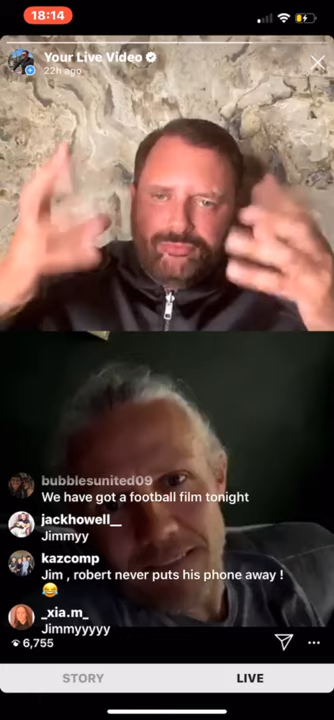 18:14
Your Live Video
22h ago
bubblesunited09
We have got a football film tonight
jackhowell__
Jimmyy
kazcomp
Jim , robert never puts his phone away !
😂
_xia.m_
Jimmyyyyy
6,755
STORY LIVE